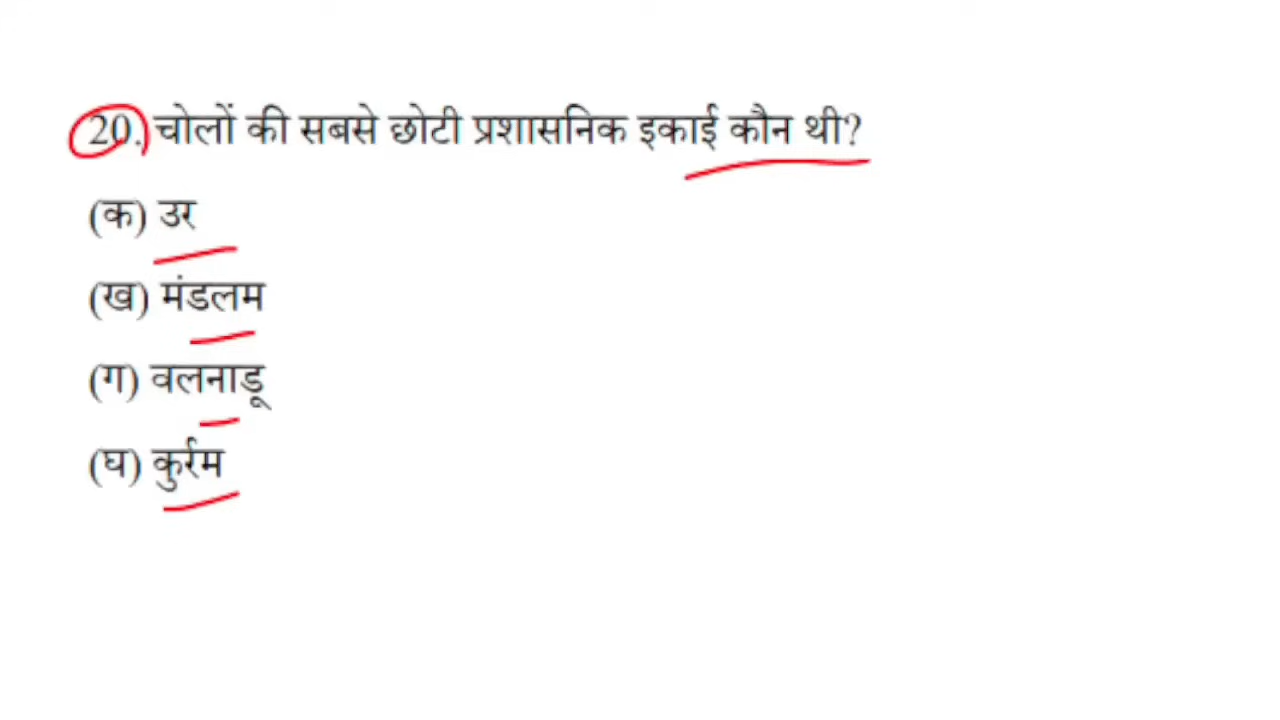 20. चोलों की सबसे छोटी प्रशासनिक इकाई कौन थी?
(क) उर
(ख) मंडलम
(ग) वलनाडू
(घ) कुर्रम